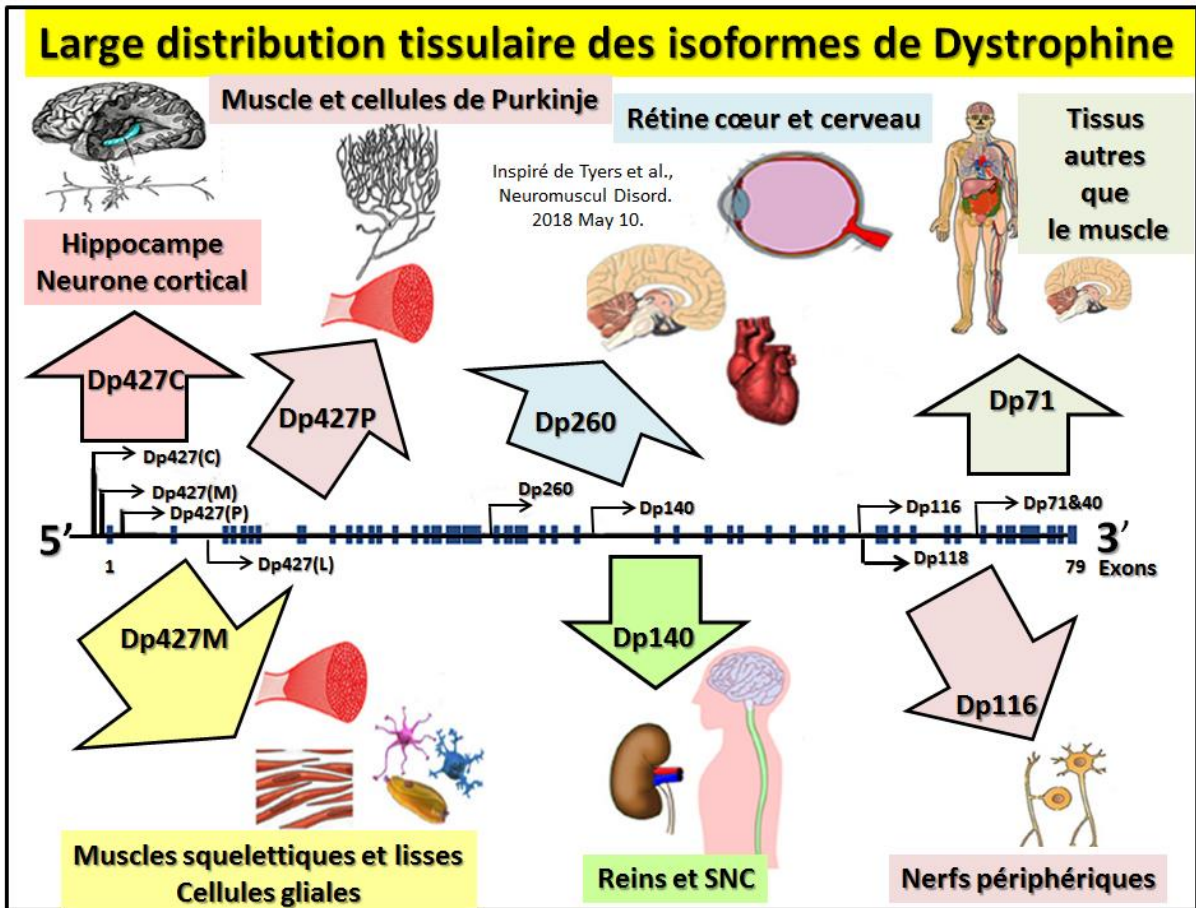 Large distribution tissulaire des isoformes de Dystrophine
Muscle et cellules de Purkinje
Rétine cœur et cerveau
Tissus
autres
que
le muscle
Inspiré de Tyers et al.,
Neuromuscul Disord.
2018 May 10.
Hippocampe
Neurone cortical
Dp427C
Dp427P
Dp260
Dp71
Dp427(C)
Dp427(M)
Dp427(P)
Dp260
Dp140
Dp116
Dp71&40
5’
3’
Dp427(L)
Dp118
1
79 Exons
Dp427M
Dp140
Dp116
Muscles squelettiques et lisses
Cellules gliales
Reins et SNC
Nerfs périphériques